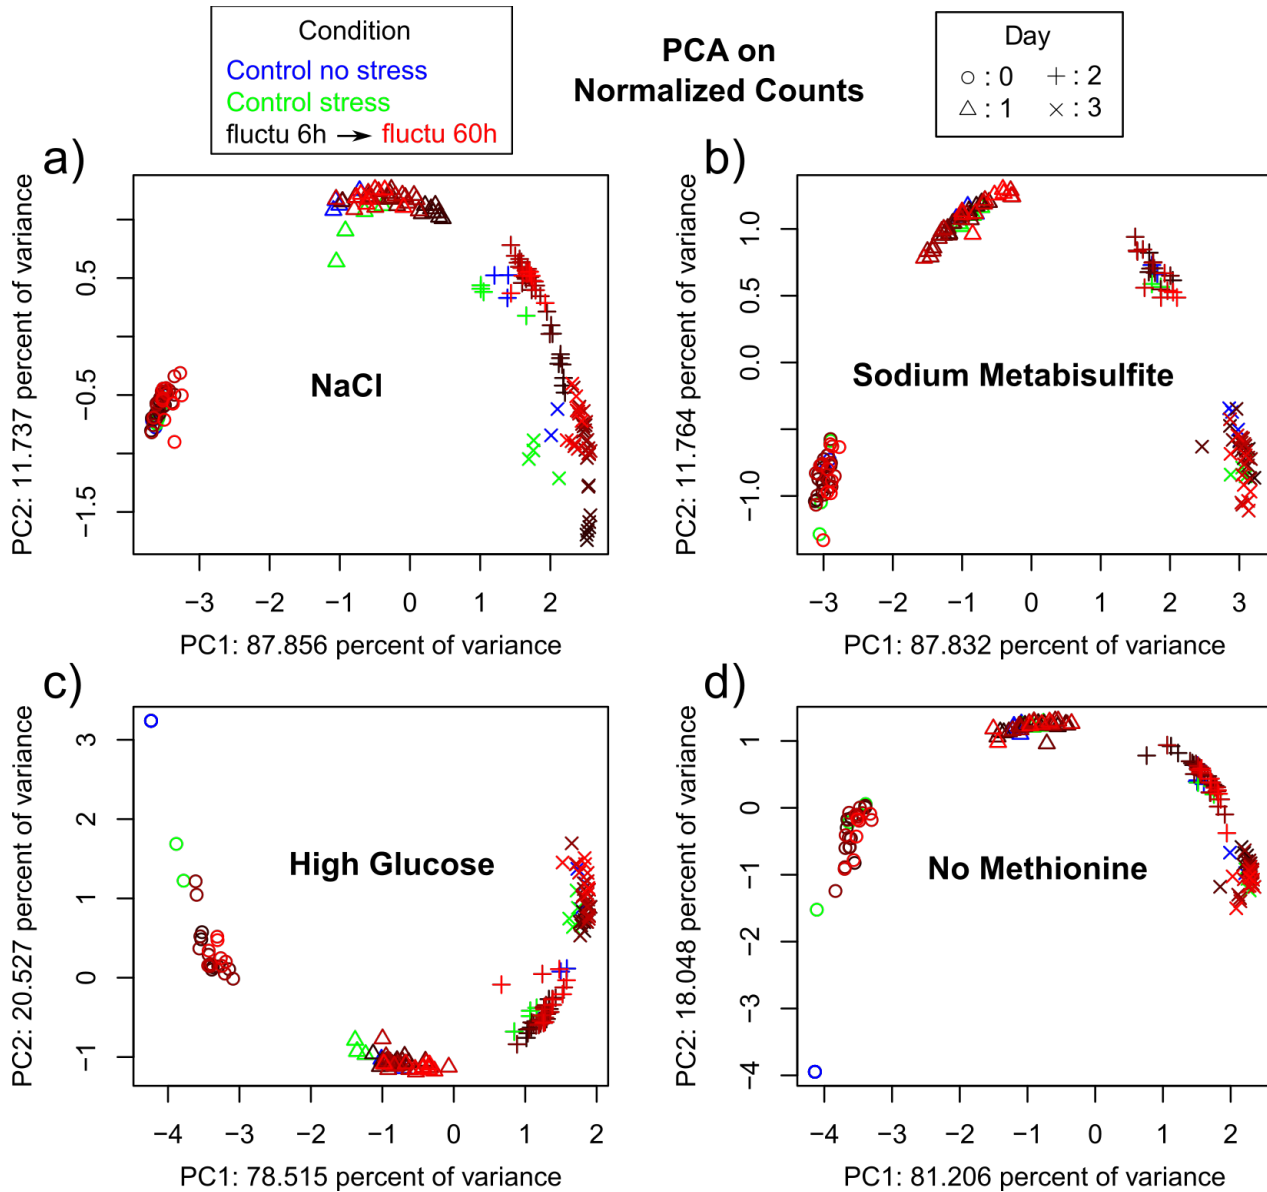 Condition
Control no stress
Control stress
fluctu 6h → fluctu 60h
PCA on
Normalized Counts
Day
○ : 0 + : 2
△ : 1 × : 3
a)
PC2: 11.737 percent of variance
0.5
−0.5
−1.5
NaCl
−3 −2 −1 0 1 2
PC1: 87.856 percent of variance
b)
PC2: 11.764 percent of variance
1.0
0.5
0.0
−1.0
Sodium Metabisulfite
−3 −2 −1 0 1 2 3
PC1: 87.832 percent of variance
c)
PC2: 20.527 percent of variance
3
2
1
0
−1
High Glucose
−4 −3 −2 −1 0 1 2
PC1: 78.515 percent of variance
d)
PC2: 18.048 percent of variance
1
0
−1
−2
−3
−4
No Methionine
−4 −3 −2 −1 0 1 2
PC1: 81.206 percent of variance